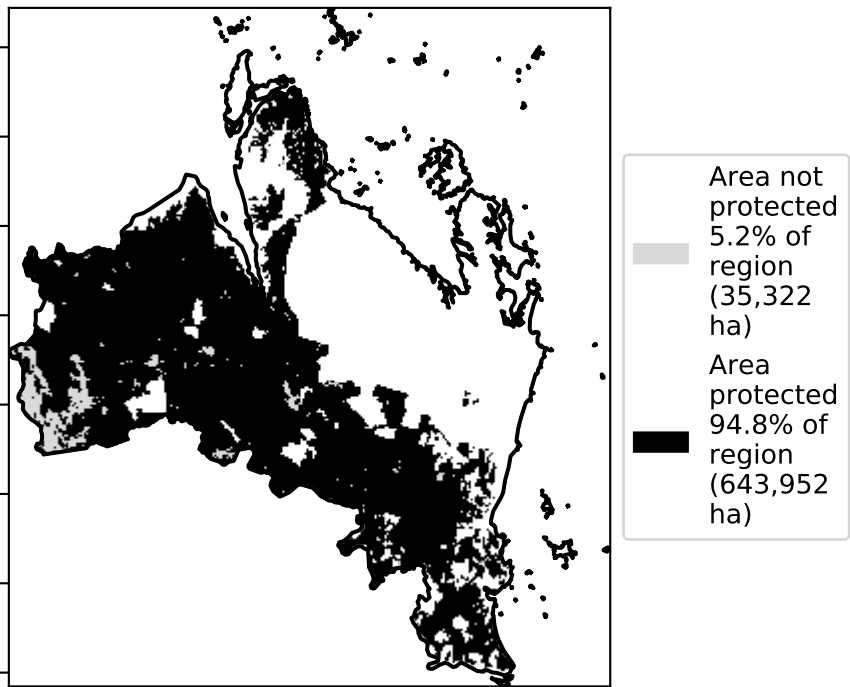 Area not
protected
5.2% of
region
(35,322
ha)
Area
protected
94.8% of
region
(643,952
ha)